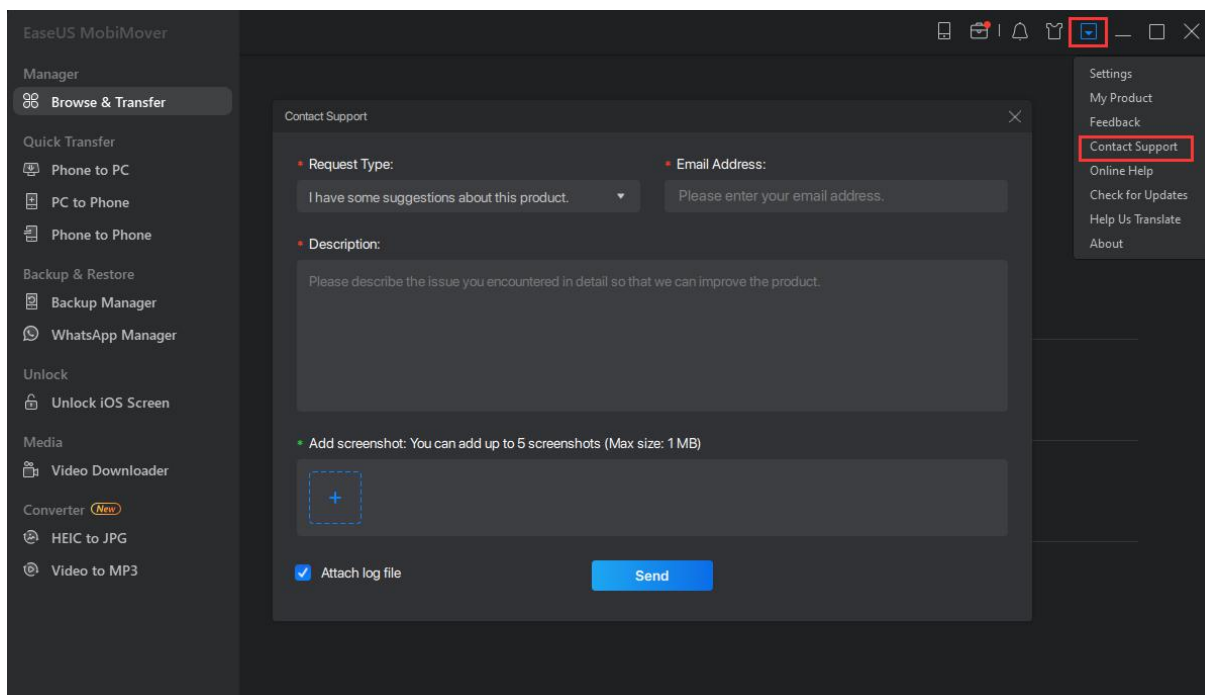 EaseUS MobiMover
Manager
Browse & Transfer
Quick Transfer
Phone to PC
PC to Phone
Phone to Phone
Backup & Restore
Backup Manager
WhatsApp Manager
Unlock
Unlock iOS Screen
Media
Video Downloader
Converter New
HEIC to JPG
Video to MP3
Contact Support
* Request Type:
I have some suggestions about this product.
* Email Address:
Please enter your email address.
* Description:
Please describe the issue you encountered in detail so that we can improve the product.
* Add screenshot: You can add up to 5 screenshots (Max size: 1 MB)
+
Attach log file
Send
Settings
My Product
Feedback
Contact Support
Online Help
Check for Updates
Help Us Translate
About